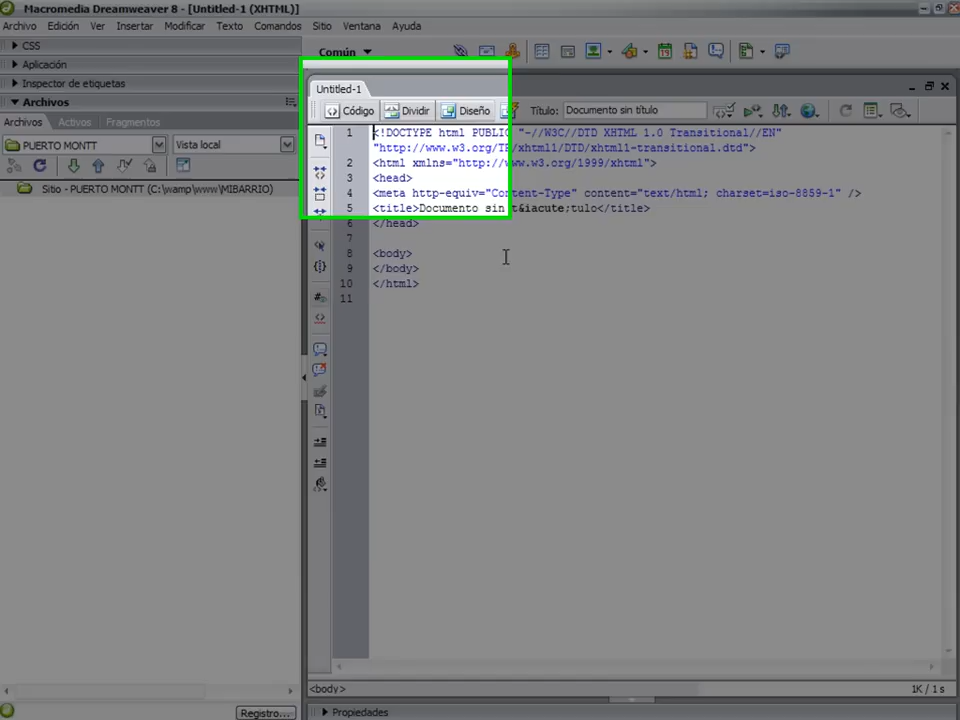 Macromedia Dreamweaver 8 - [Untitled-1 (XHTML)]
Archivo Edición Ver Insertar Modificar Texto Comandos Sitio Ventana Ayuda
CSS
Común
Aplicación
Inspector de etiquetas
Untitled-1
Archivos
Código Dividir Diseño Título: Documento sin título
Archivos Activos Fragmentos
PUERTO MONTT Vista local
Sitio - PUERTO MONTT (C:\wamp\www\MIBARRIO)
1 <!DOCTYPE html PUBLIC "-//W3C//DTD XHTML 1.0 Transitional//EN"
"http://www.w3.org/TR/xhtml1/DTD/xhtml1-transitional.dtd">
2 <html xmlns="http://www.w3.org/1999/xhtml">
3 <head>
4 <meta http-equiv="Content-Type" content="text/html; charset=iso-8859-1" />
5 <title>Documento sin t&iacute;tulo</title>
6 </head>
7
8 <body>
9 </body>
10 </html>
11
<body> 1K / 1 s
Registro...
Propiedades